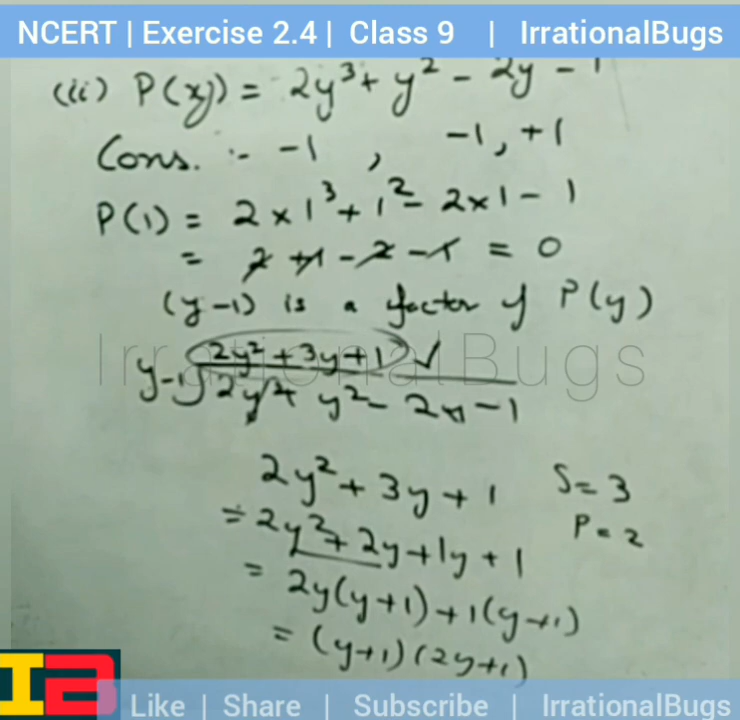 NCERT | Exercise 2.4 | Class 9 | IrrationalBugs
(ii) P(y) = 2y³ + y² - 2y - 1
Cons. :- -1 , -1, +1
P(1) = 2 x 1³ + 1² - 2x1 - 1
= 2 + 1 - 2 - 1 = 0
(y-1) is a factor of P(y)
2y² + 3y + 1 ✓
IrrationalBugs
y-1 2y³ + y² - 2y - 1
2y² + 3y + 1 S = 3
= 2y² + 2y + 1y + 1 P = 2
= 2y(y+1) + 1(y+1)
= (y+1) (2y+1)
IB
Like | Share | Subscribe | IrrationalBugs